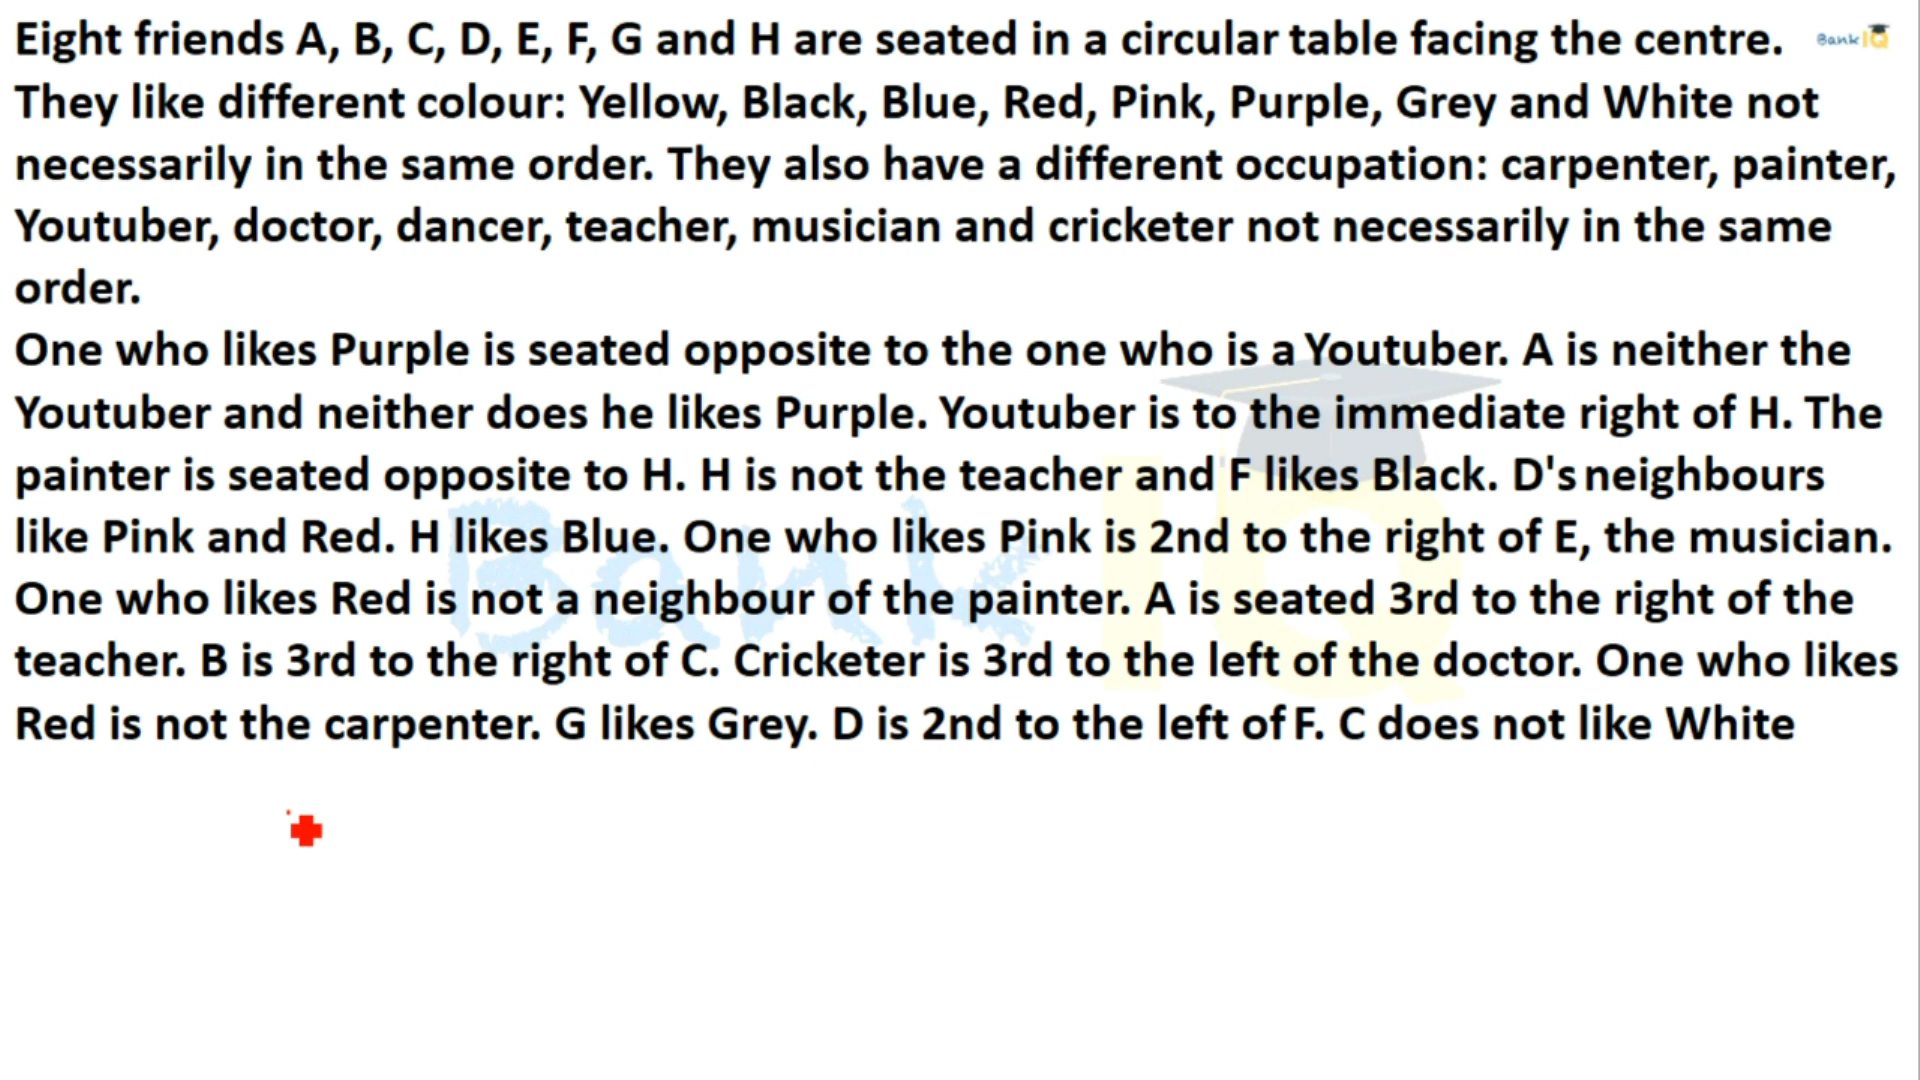 Eight friends A, B, C, D, E, F, G and H are seated in a circular table facing the centre.
Bank IQ
They like different colour: Yellow, Black, Blue, Red, Pink, Purple, Grey and White not
necessarily in the same order. They also have a different occupation: carpenter, painter,
Youtuber, doctor, dancer, teacher, musician and cricketer not necessarily in the same
order.
One who likes Purple is seated opposite to the one who is a Youtuber. A is neither the
Youtuber and neither does he likes Purple. Youtuber is to the immediate right of H. The
painter is seated opposite to H. H is not the teacher and F likes Black. D's neighbours
like Pink and Red. H likes Blue. One who likes Pink is 2nd to the right of E, the musician.
One who likes Red is not a neighbour of the painter. A is seated 3rd to the right of the
teacher. B is 3rd to the right of C. Cricketer is 3rd to the left of the doctor. One who likes
Red is not the carpenter. G likes Grey. D is 2nd to the left of F. C does not like White
Bank IQ